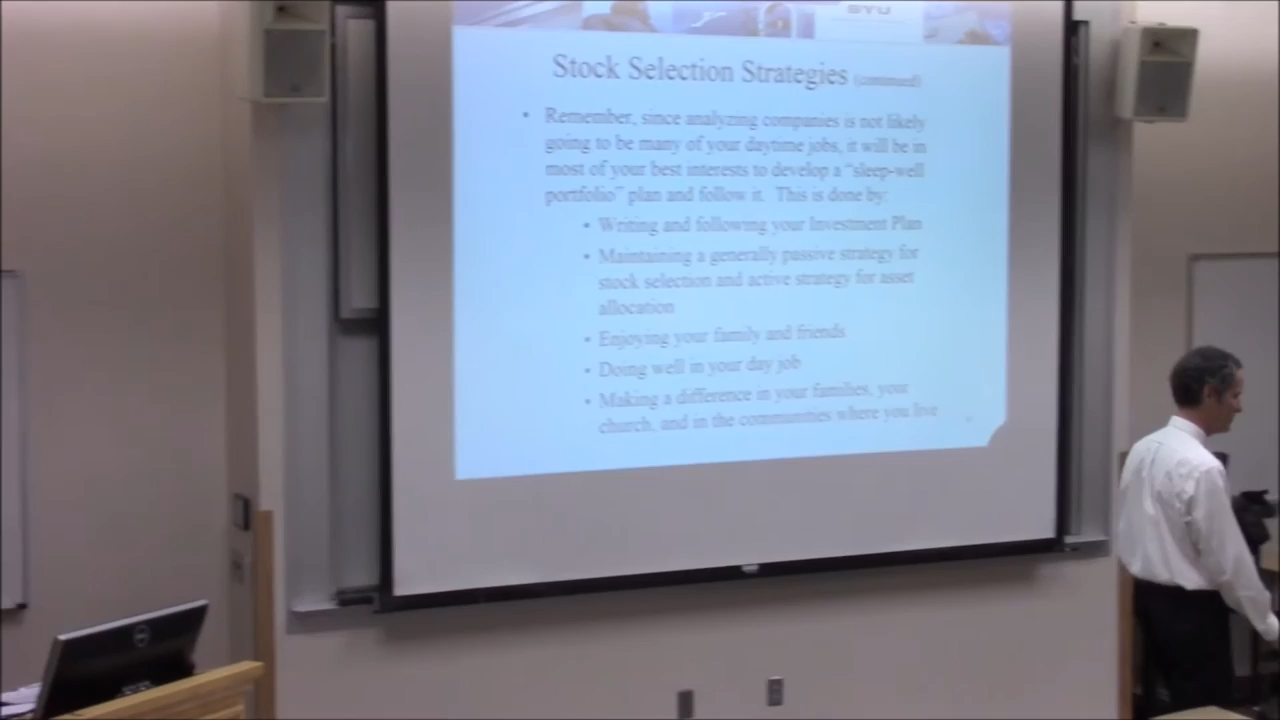 BYU
Stock Selection Strategies (continued)
• Remember, since analyzing companies is not likely
going to be many of your daytime jobs, it will be in
most of your best interests to develop a “sleep-well
portfolio” plan and follow it. This is done by:
• Writing and following your Investment Plan
• Maintaining a generally passive strategy for
stock selection and active strategy for asset
allocation
• Enjoying your family and friends
• Doing well in your day job
• Making a difference in your families, your
church, and in the communities where you live
DELL